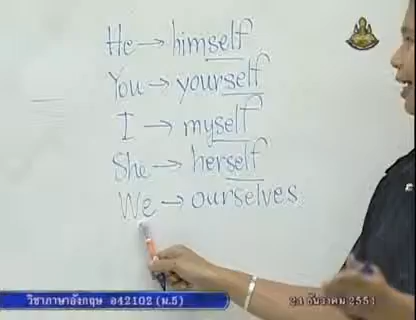 He → himself
You → yourself
I → myself
She → herself
We → ourselves
วิชาภาษาอังกฤษ อ42102 (ม.5)
24 ธันวาคม 2551